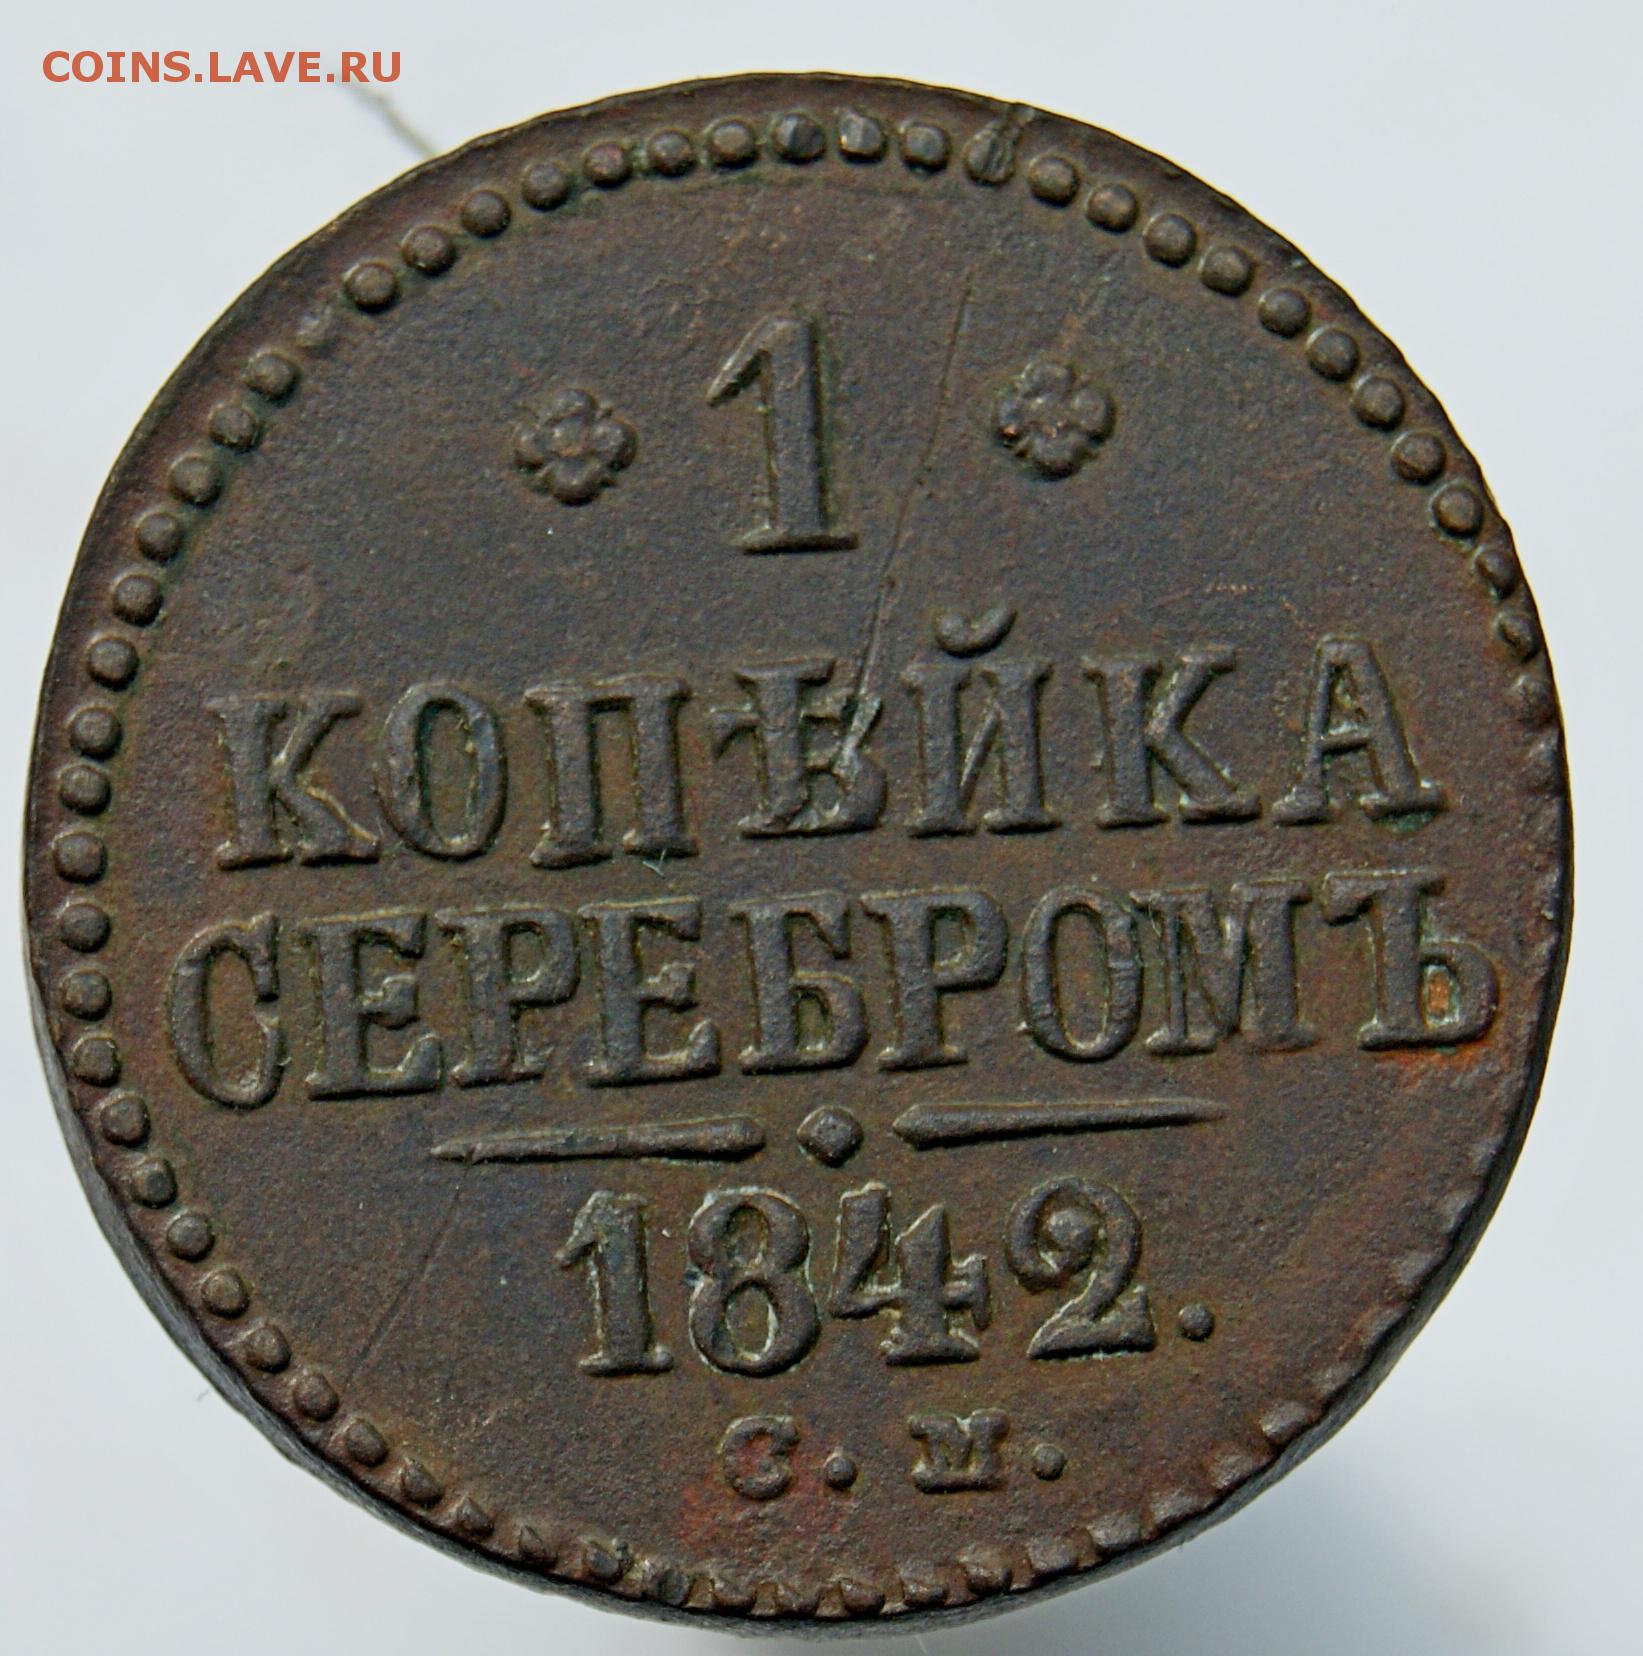 COINS.LAVE.RU
1
КОПѢЙКА
СЕРЕБРОМЪ
1842.
С. М.